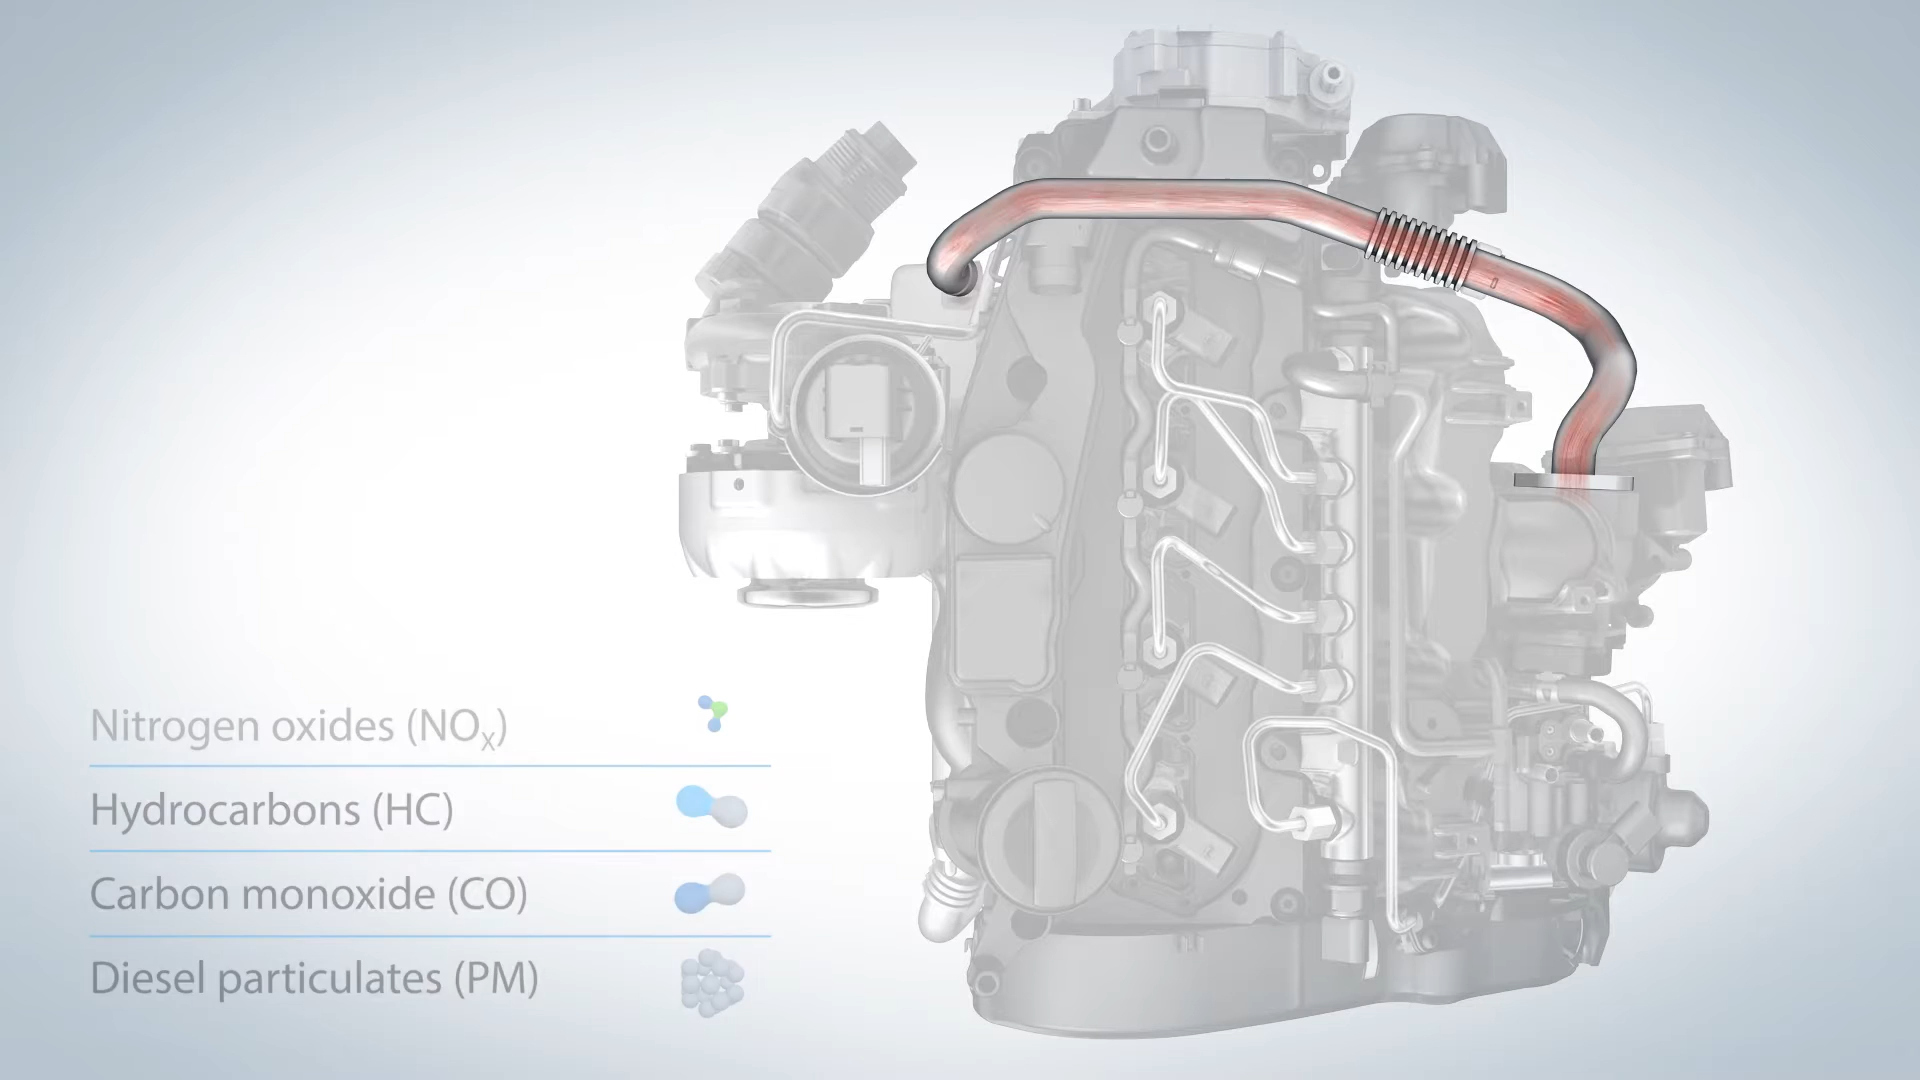 Nitrogen oxides (NOx)
Hydrocarbons (HC)
Carbon monoxide (CO)
Diesel particulates (PM)